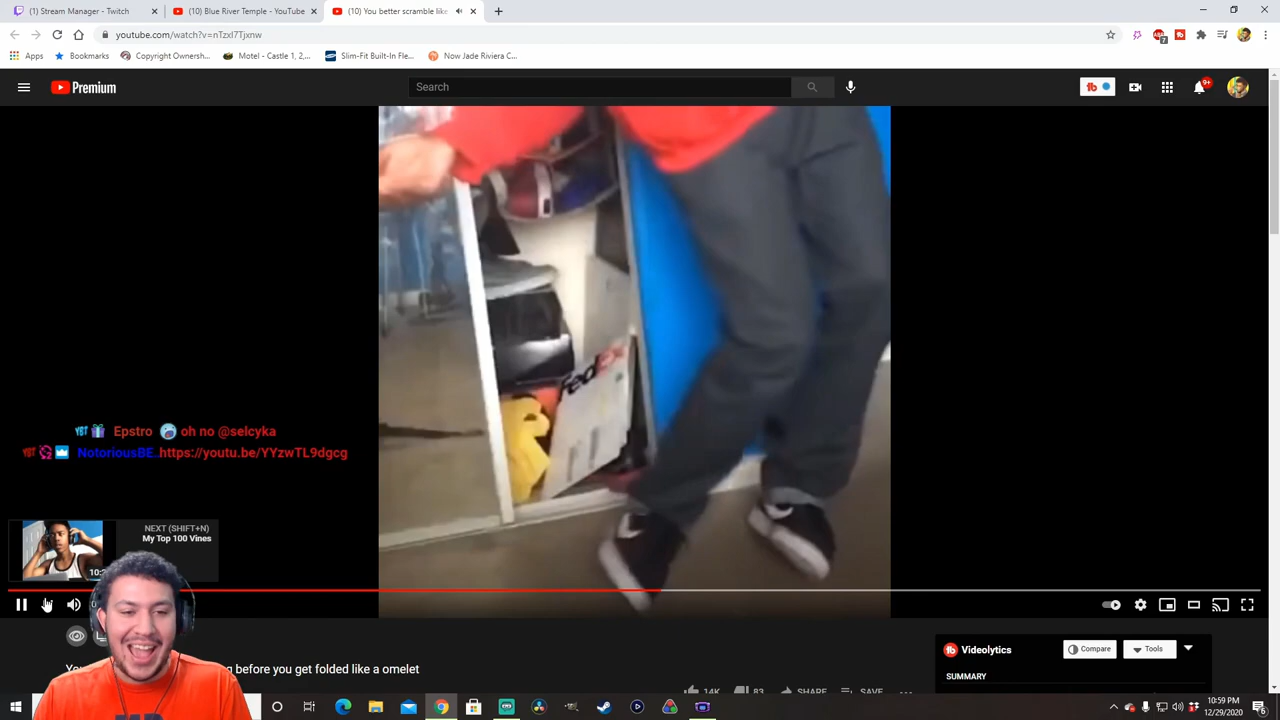 (1) Stream Manager - Twitch
(10) Blue River Temple - YouTube
(10) You better scramble like
youtube.com/watch?v=nTzxI7Tjxnw
Apps
Bookmarks
Copyright Ownersh...
Motel - Castle 1, 2,...
Slim-Fit Built-In Fle...
Now Jade Riviera C...
Premium
Search
9+
FedEx
Epstro oh no @selcyka
NotoriousBE..https://youtu.be/YYzwTL9dgcg
NEXT (SHIFT+N)
My Top 100 Vines
Videolytics
Compare
Tools
SUMMARY
before you get folded like a omelet
14K
83
SHARE
SAVE
10:59 PM
12/29/2020